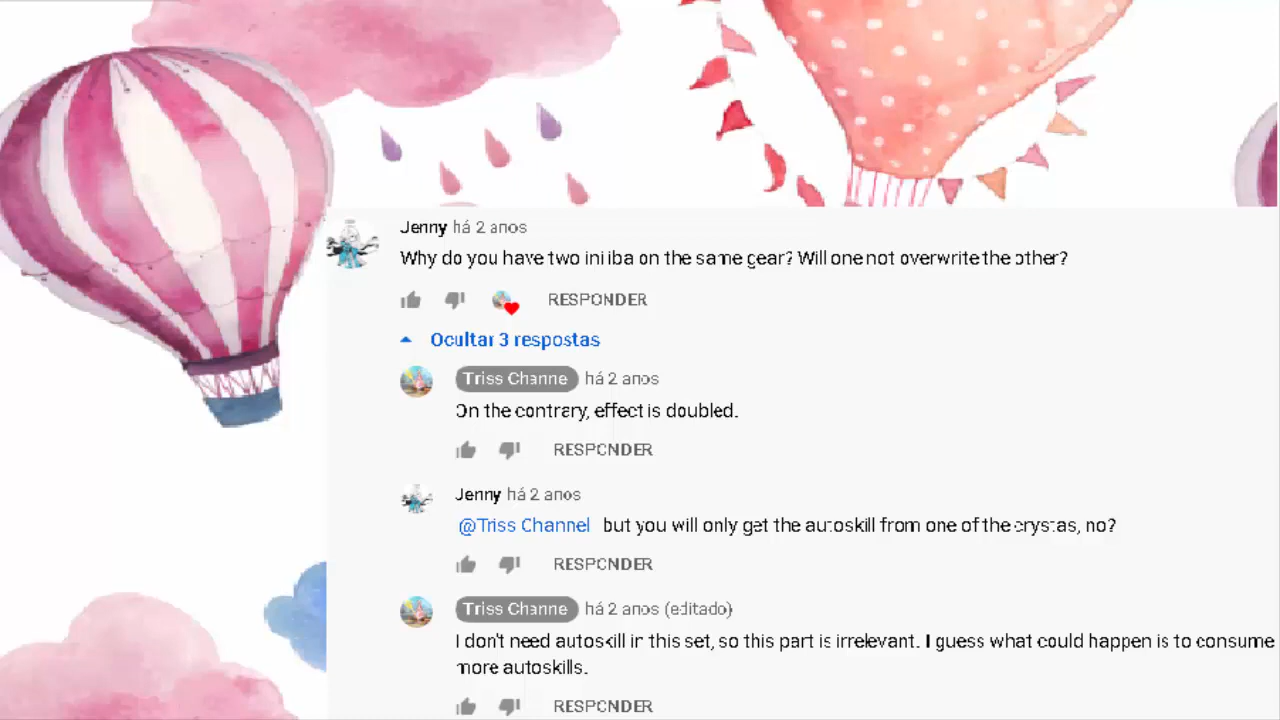 Jenny há 2 anos
Why do you have two iniiba on the same gear? Will one not overwrite the other?
RESPONDER
Ocultar 3 respostas
Triss Channe há 2 anos
On the contrary, effect is doubled.
RESPONDER
Jenny há 2 anos
@Triss Channel but you will only get the autoskill from one of the crystas, no?
RESPONDER
Triss Channe há 2 anos (editado)
I don't need autoskill in this set, so this part is irrelevant. I guess what could happen is to consume
more autoskills.
RESPONDER